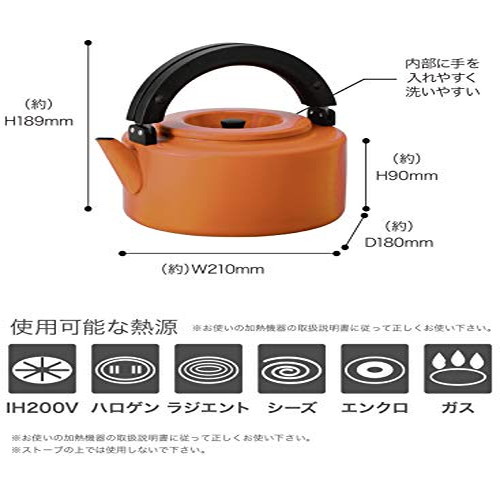 内部に手を
入れやすく
洗いやすい
(約)
H189mm
(約)
H90mm
(約)
D180mm
(約)W210mm
使用可能な熱源 ※お使いの加熱機器の取扱説明書に従って正しくお使い下さい。
IH200V ハロゲン ラジエント シーズ エンクロ ガス
※お使いの加熱機器の取扱説明書に従って正しくお使い下さい。
※ストーブの上では使用しないで下さい。